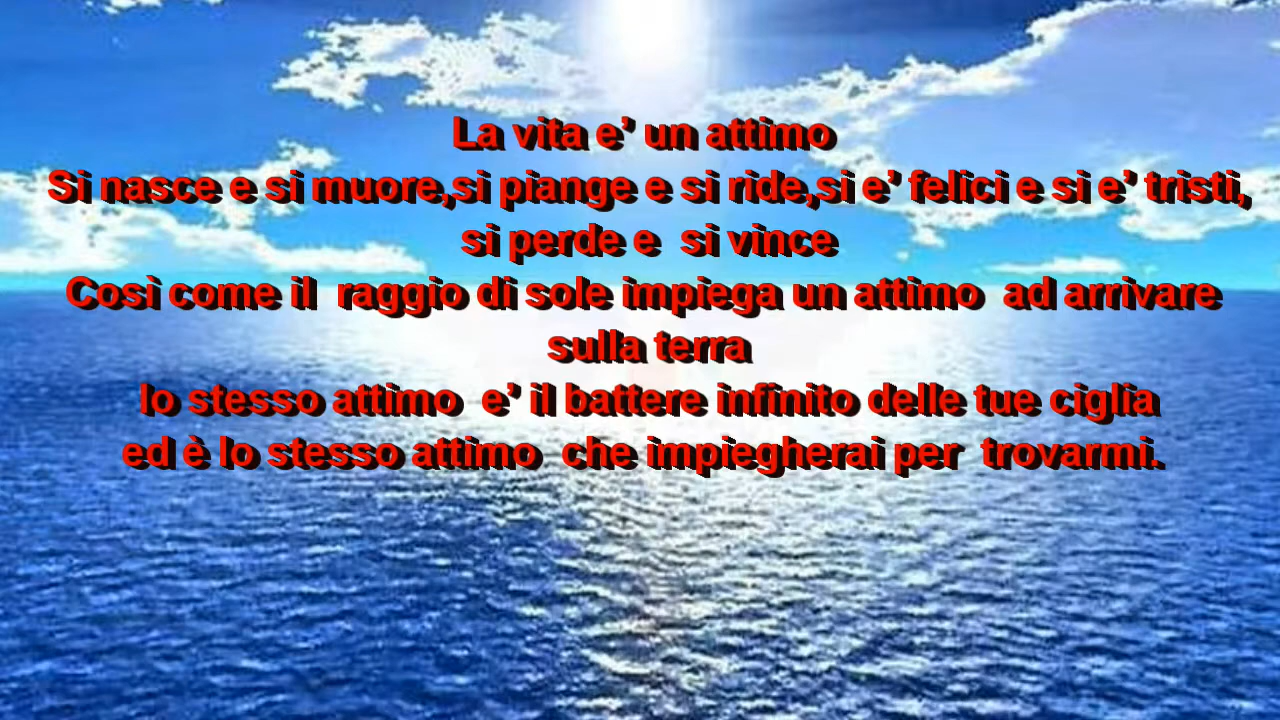 La vita e’ un attimo
Si nasce e si muore,si piange e si ride,si e’ felici e si e’ tristi,
si perde e  si vince
Così come il  raggio di sole impiega un attimo  ad arrivare
sulla terra
lo stesso attimo  e’ il battere infinito delle tue ciglia
ed è lo stesso attimo  che impiegherai per  trovarmi.